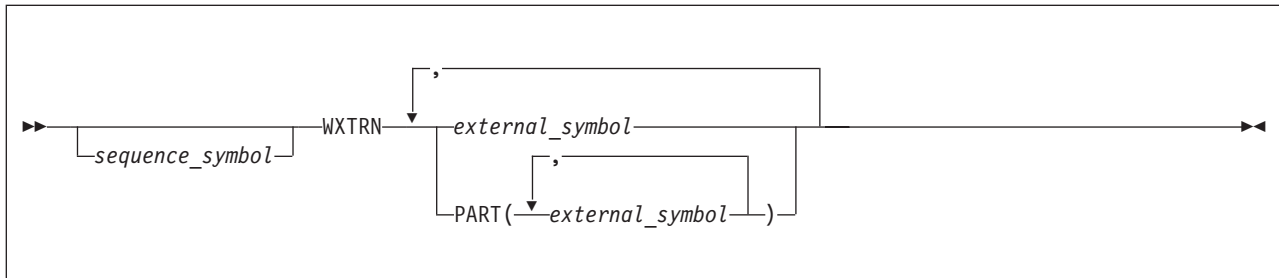 ,
WXTRN external_symbol
sequence_symbol ,
PART( external_symbol )